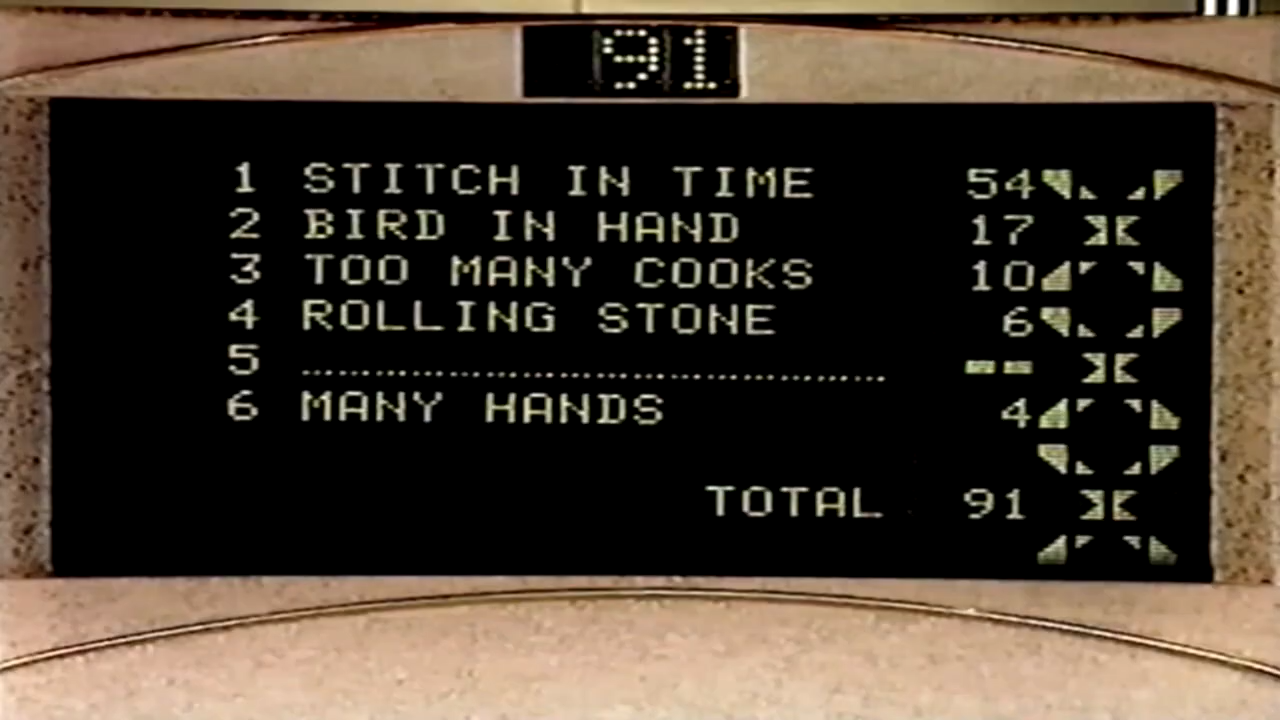 91
1 STITCH IN TIME 54
2 BIRD IN HAND 17
3 TOO MANY COOKS 10
4 ROLLING STONE 6
5 ........................................ --
6 MANY HANDS 4
TOTAL 91